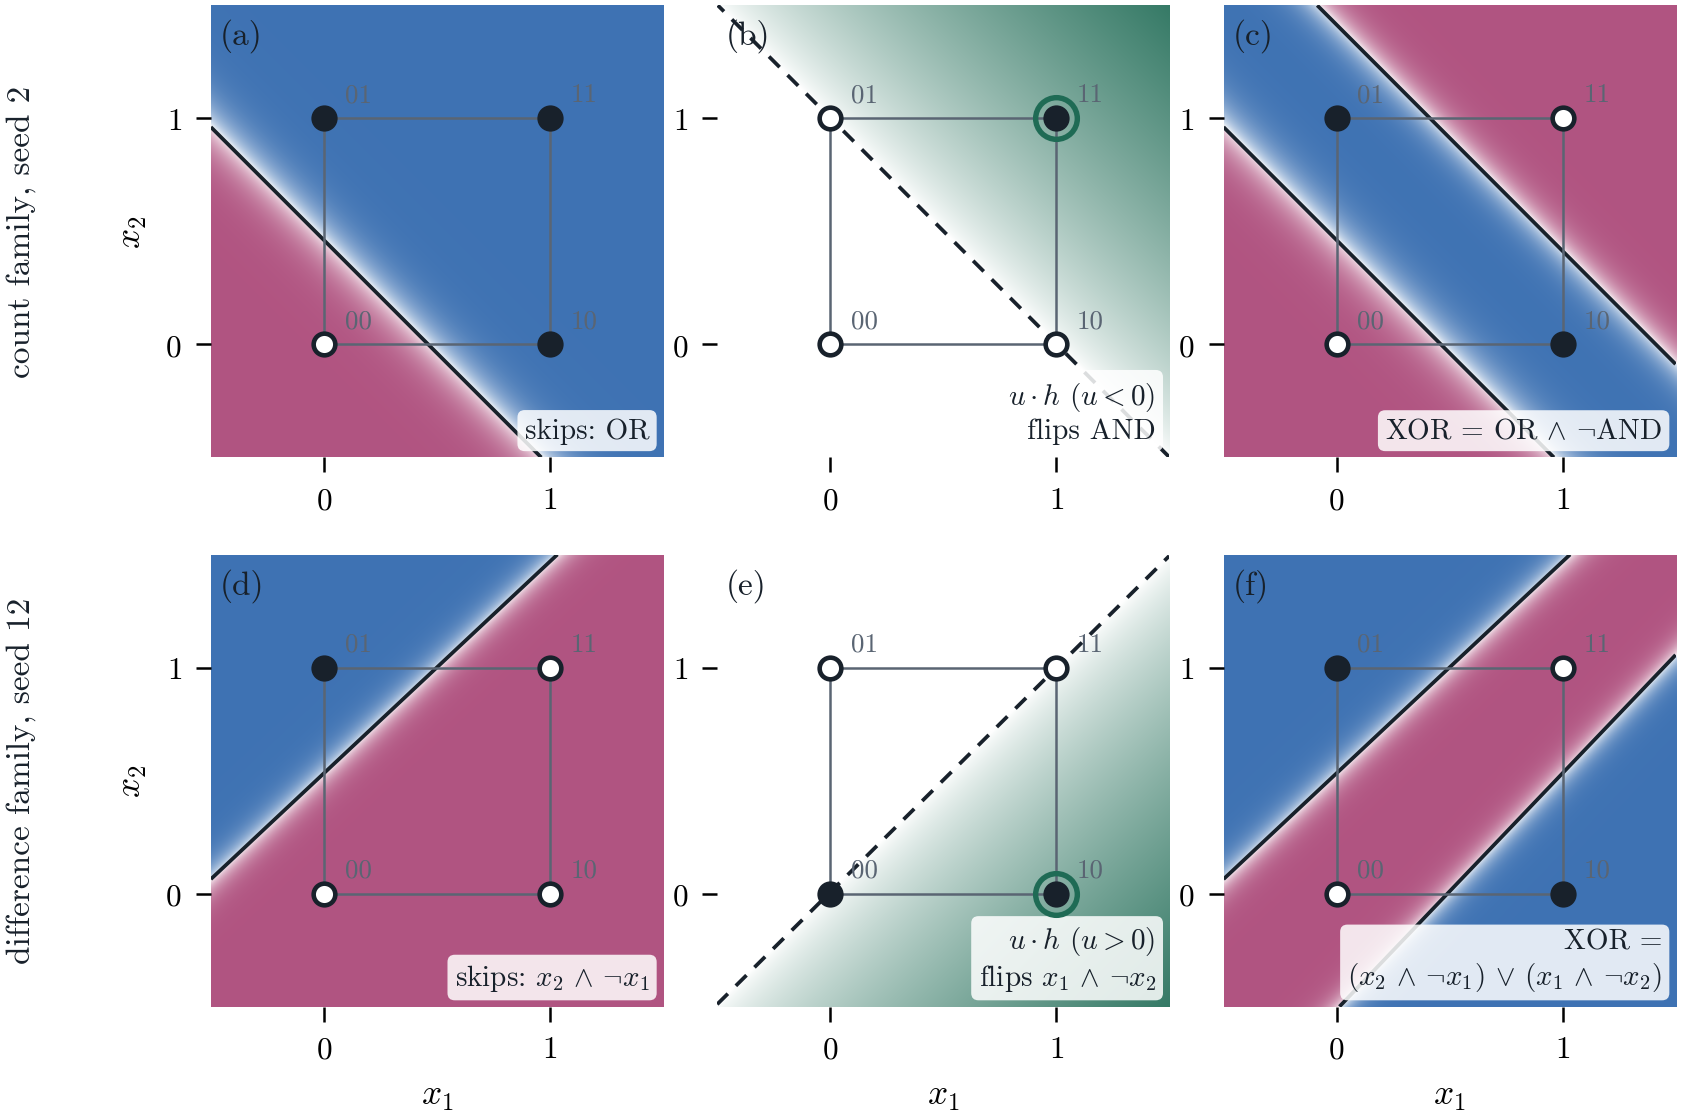 count family, seed 2
(a)
01
11
1
x₂
00
10
0
skips: OR
0
1
(b)
01
11
1
00
10
0
u · h (u < 0)
flips AND
0
1
(c)
01
11
1
00
10
0
XOR = OR ∧ ¬AND
0
1
difference family, seed 12
(d)
01
11
1
x₂
00
10
0
skips: x₂ ∧ ¬x₁
0
1
x₁
(e)
01
11
1
00
10
0
u · h (u > 0)
flips x₁ ∧ ¬x₂
0
1
x₁
(f)
01
11
1
00
10
0
XOR =
(x₂ ∧ ¬x₁) ∨ (x₁ ∧ ¬x₂)
0
1
x₁